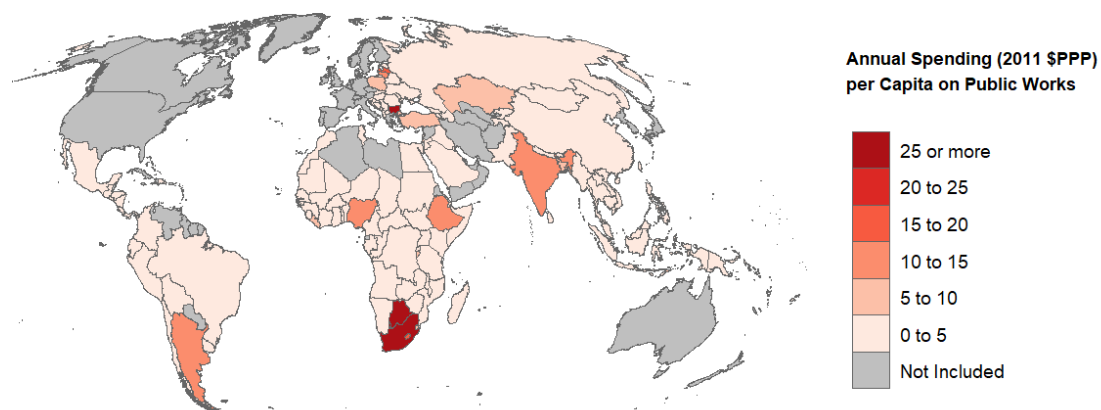 Annual Spending (2011 $PPP)
per Capita on Public Works
25 or more
20 to 25
15 to 20
10 to 15
5 to 10
0 to 5
Not Included